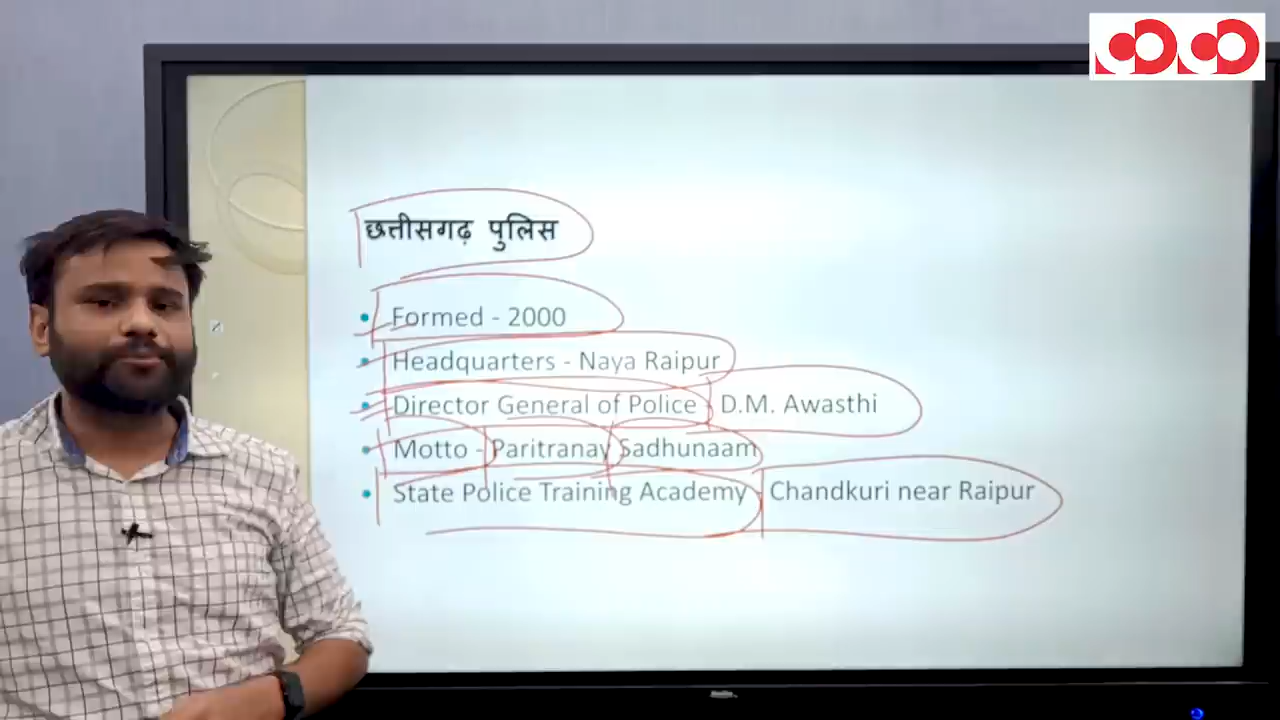 छत्तीसगढ़ पुलिस
Formed - 2000
Headquarters - Naya Raipur
Director General of Police - D.M. Awasthi
Motto - Paritranay Sadhunaam
State Police Training Academy - Chandkuri near Raipur